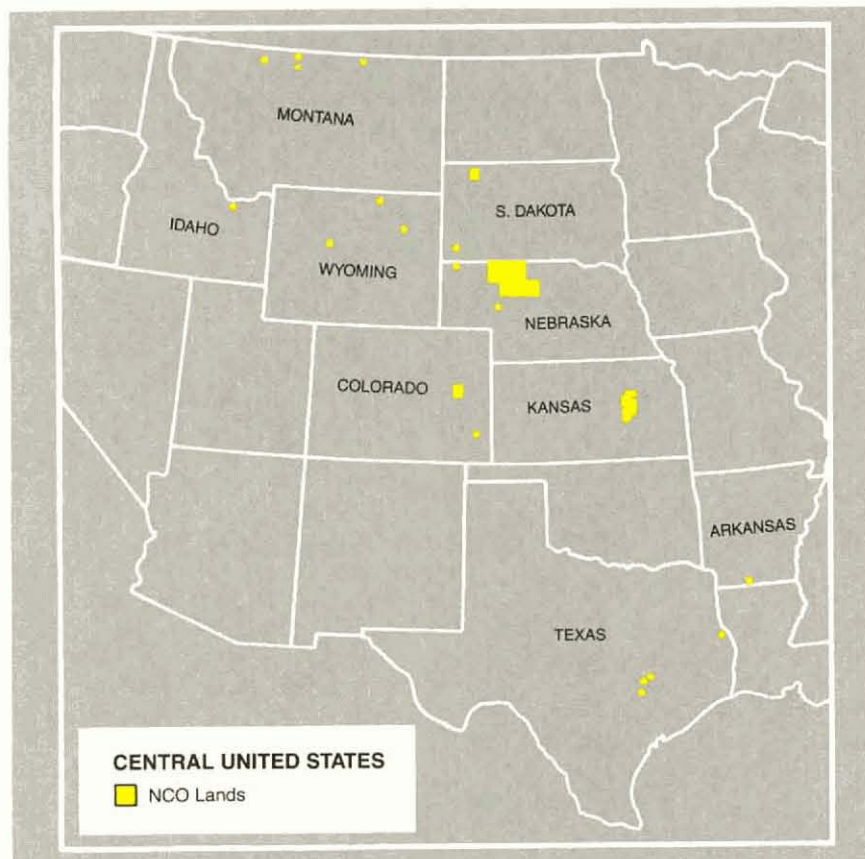 MONTANA
S. DAKOTA
IDAHO
WYOMING
NEBRASKA
COLORADO
KANSAS
ARKANSAS
TEXAS
CENTRAL UNITED STATES
NCO Lands